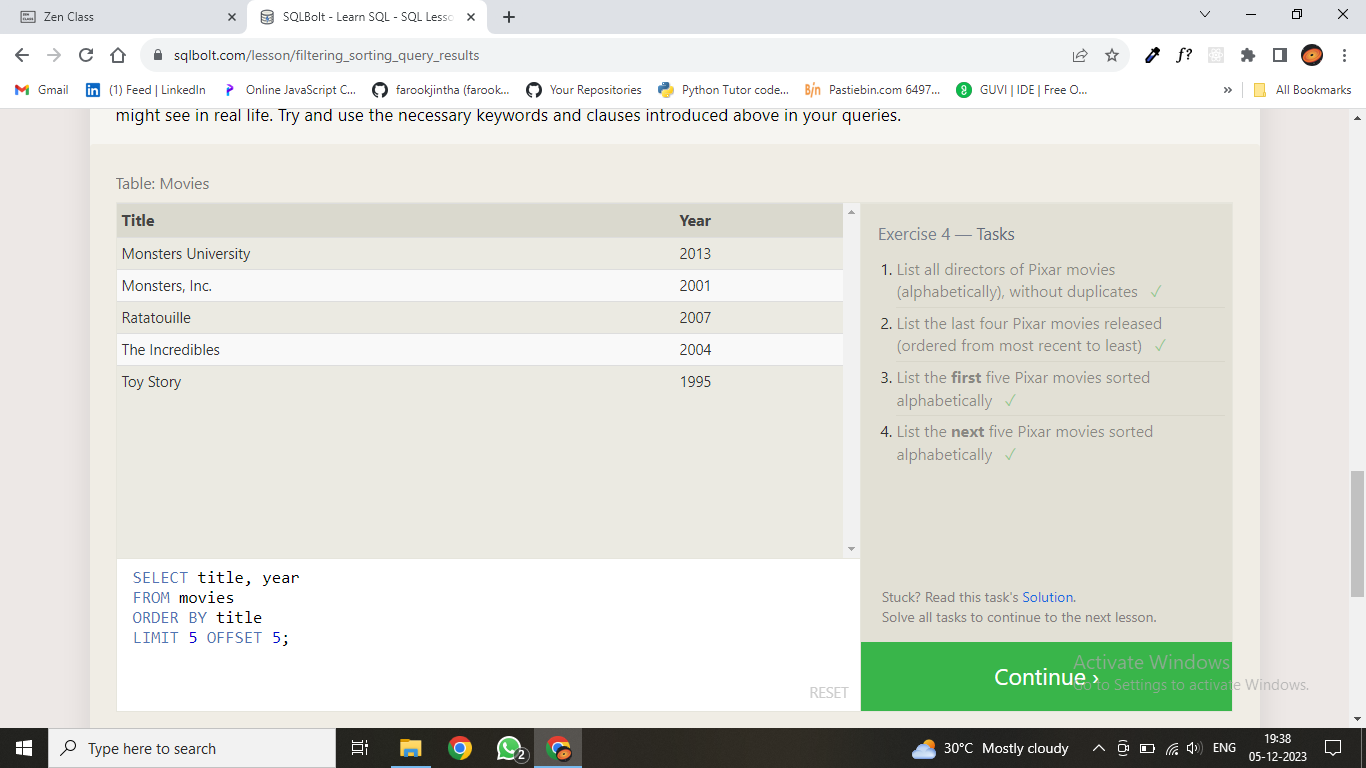 Zen Class
SQLBolt - Learn SQL - SQL Lesso
sqlbolt.com/lesson/filtering_sorting_query_results
Gmail
(1) Feed | LinkedIn
Online JavaScript C...
farookjintha (farook...
Your Repositories
Python Tutor code...
Pastiebin.com 6497...
GUVI | IDE | Free O...
»
All Bookmarks
might see in real life. Try and use the necessary keywords and clauses introduced above in your queries.
Table: Movies
Title Year
Monsters University 2013
Monsters, Inc. 2001
Ratatouille 2007
The Incredibles 2004
Toy Story 1995
SELECT title, year
FROM movies
ORDER BY title
LIMIT 5 OFFSET 5;
RESET
Exercise 4 — Tasks
1. List all directors of Pixar movies
(alphabetically), without duplicates ✓
2. List the last four Pixar movies released
(ordered from most recent to least) ✓
3. List the first five Pixar movies sorted
alphabetically ✓
4. List the next five Pixar movies sorted
alphabetically ✓
Stuck? Read this task's Solution.
Solve all tasks to continue to the next lesson.
Continue ›
Activate Windows
Go to Settings to activate Windows.
Type here to search
2
30°C Mostly cloudy
ENG
19:38
05-12-2023